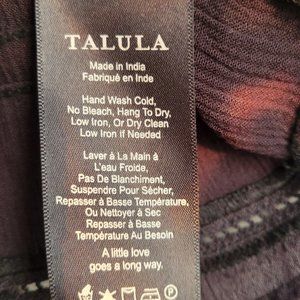 TALULA
Made in India
Fabriqué en Inde
Hand Wash Cold,
No Bleach, Hang To Dry,
Low Iron, Or Dry Clean
Low Iron if Needed
Laver à La Main à
L'eau Froide,
Pas De Blanchiment,
Suspendre Pour Sécher,
Repasser à Basse Température,
Ou Nettoyer à Sec
Repasser à Basse
Température Au Besoin
A little love
goes a long way.
P